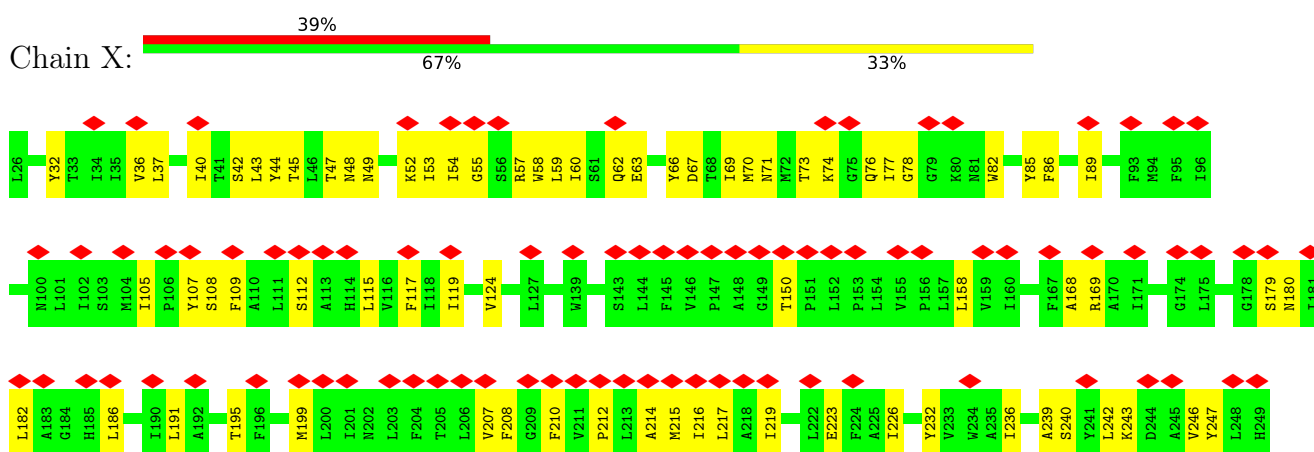 39%
Chain X:
67% 33%
L26 Y32 T33 I34 I35 V36 L37 I40 T41 S42 L43 Y44 T45 L46 T47 N48 N49 K52 I53 I54 G55 S56 R57 W58 L59 I60 S61 Q62 E63 Y66 D67 T68 I69 M70 N71 M72 T73 K74 G75 Q76 I77 G78 G79 K80 N81 W82 Y85 F86 I89 F93 M94 F95 I96
N100 L101 I102 S103 M104 I105 P106 Y107 S108 F109 A110 L111 S112 A113 H114 L115 V116 F117 I118 I119 V124 L127 W139 S143 L144 F145 V146 P147 A148 G149 T150 P151 L152 P153 L154 V155 P156 L157 L158 V159 I160 F167 A168 R169 A170 I171 G174 L175 G178 S179 N180 I181
L182 A183 G184 H185 L186 I190 L191 A192 T195 F196 M199 L200 I201 N202 L203 F204 T205 L206 V207 F208 G209 F210 V211 P212 L213 A214 M215 I216 L217 A218 I219 L222 E223 F224 A225 I226 Y232 V233 W234 A235 I236 A239 S240 Y241 L242 K243 D244 A245 V246 Y247 L248 H249